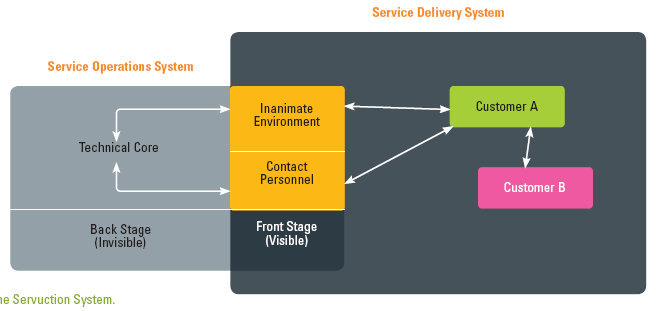 Service Delivery System
Service Operations System
Inanimate
Environment
Customer A
Technical Core
Contact
Personnel
Customer B
Back Stage
(Invisible)
Front Stage
(Visible)
Servuction System.